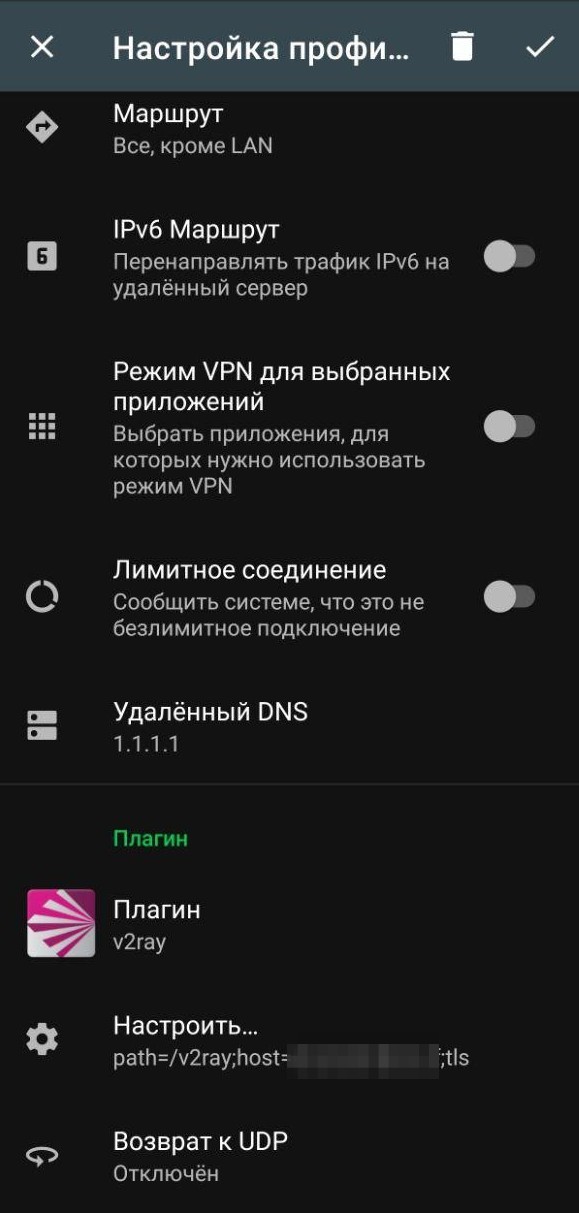 Настройка профи...
Маршрут
Все, кроме LAN
6
IPv6 Маршрут
Перенаправлять трафик IPv6 на
удалённый сервер
Режим VPN для выбранных
приложений
Выбрать приложения, для
которых нужно использовать
режим VPN
Лимитное соединение
Сообщить системе, что это не
безлимитное подключение
Удалённый DNS
1.1.1.1
Плагин
Плагин
v2ray
Настроить...
path=/v2ray;host= ;tls
Возврат к UDP
Отключён